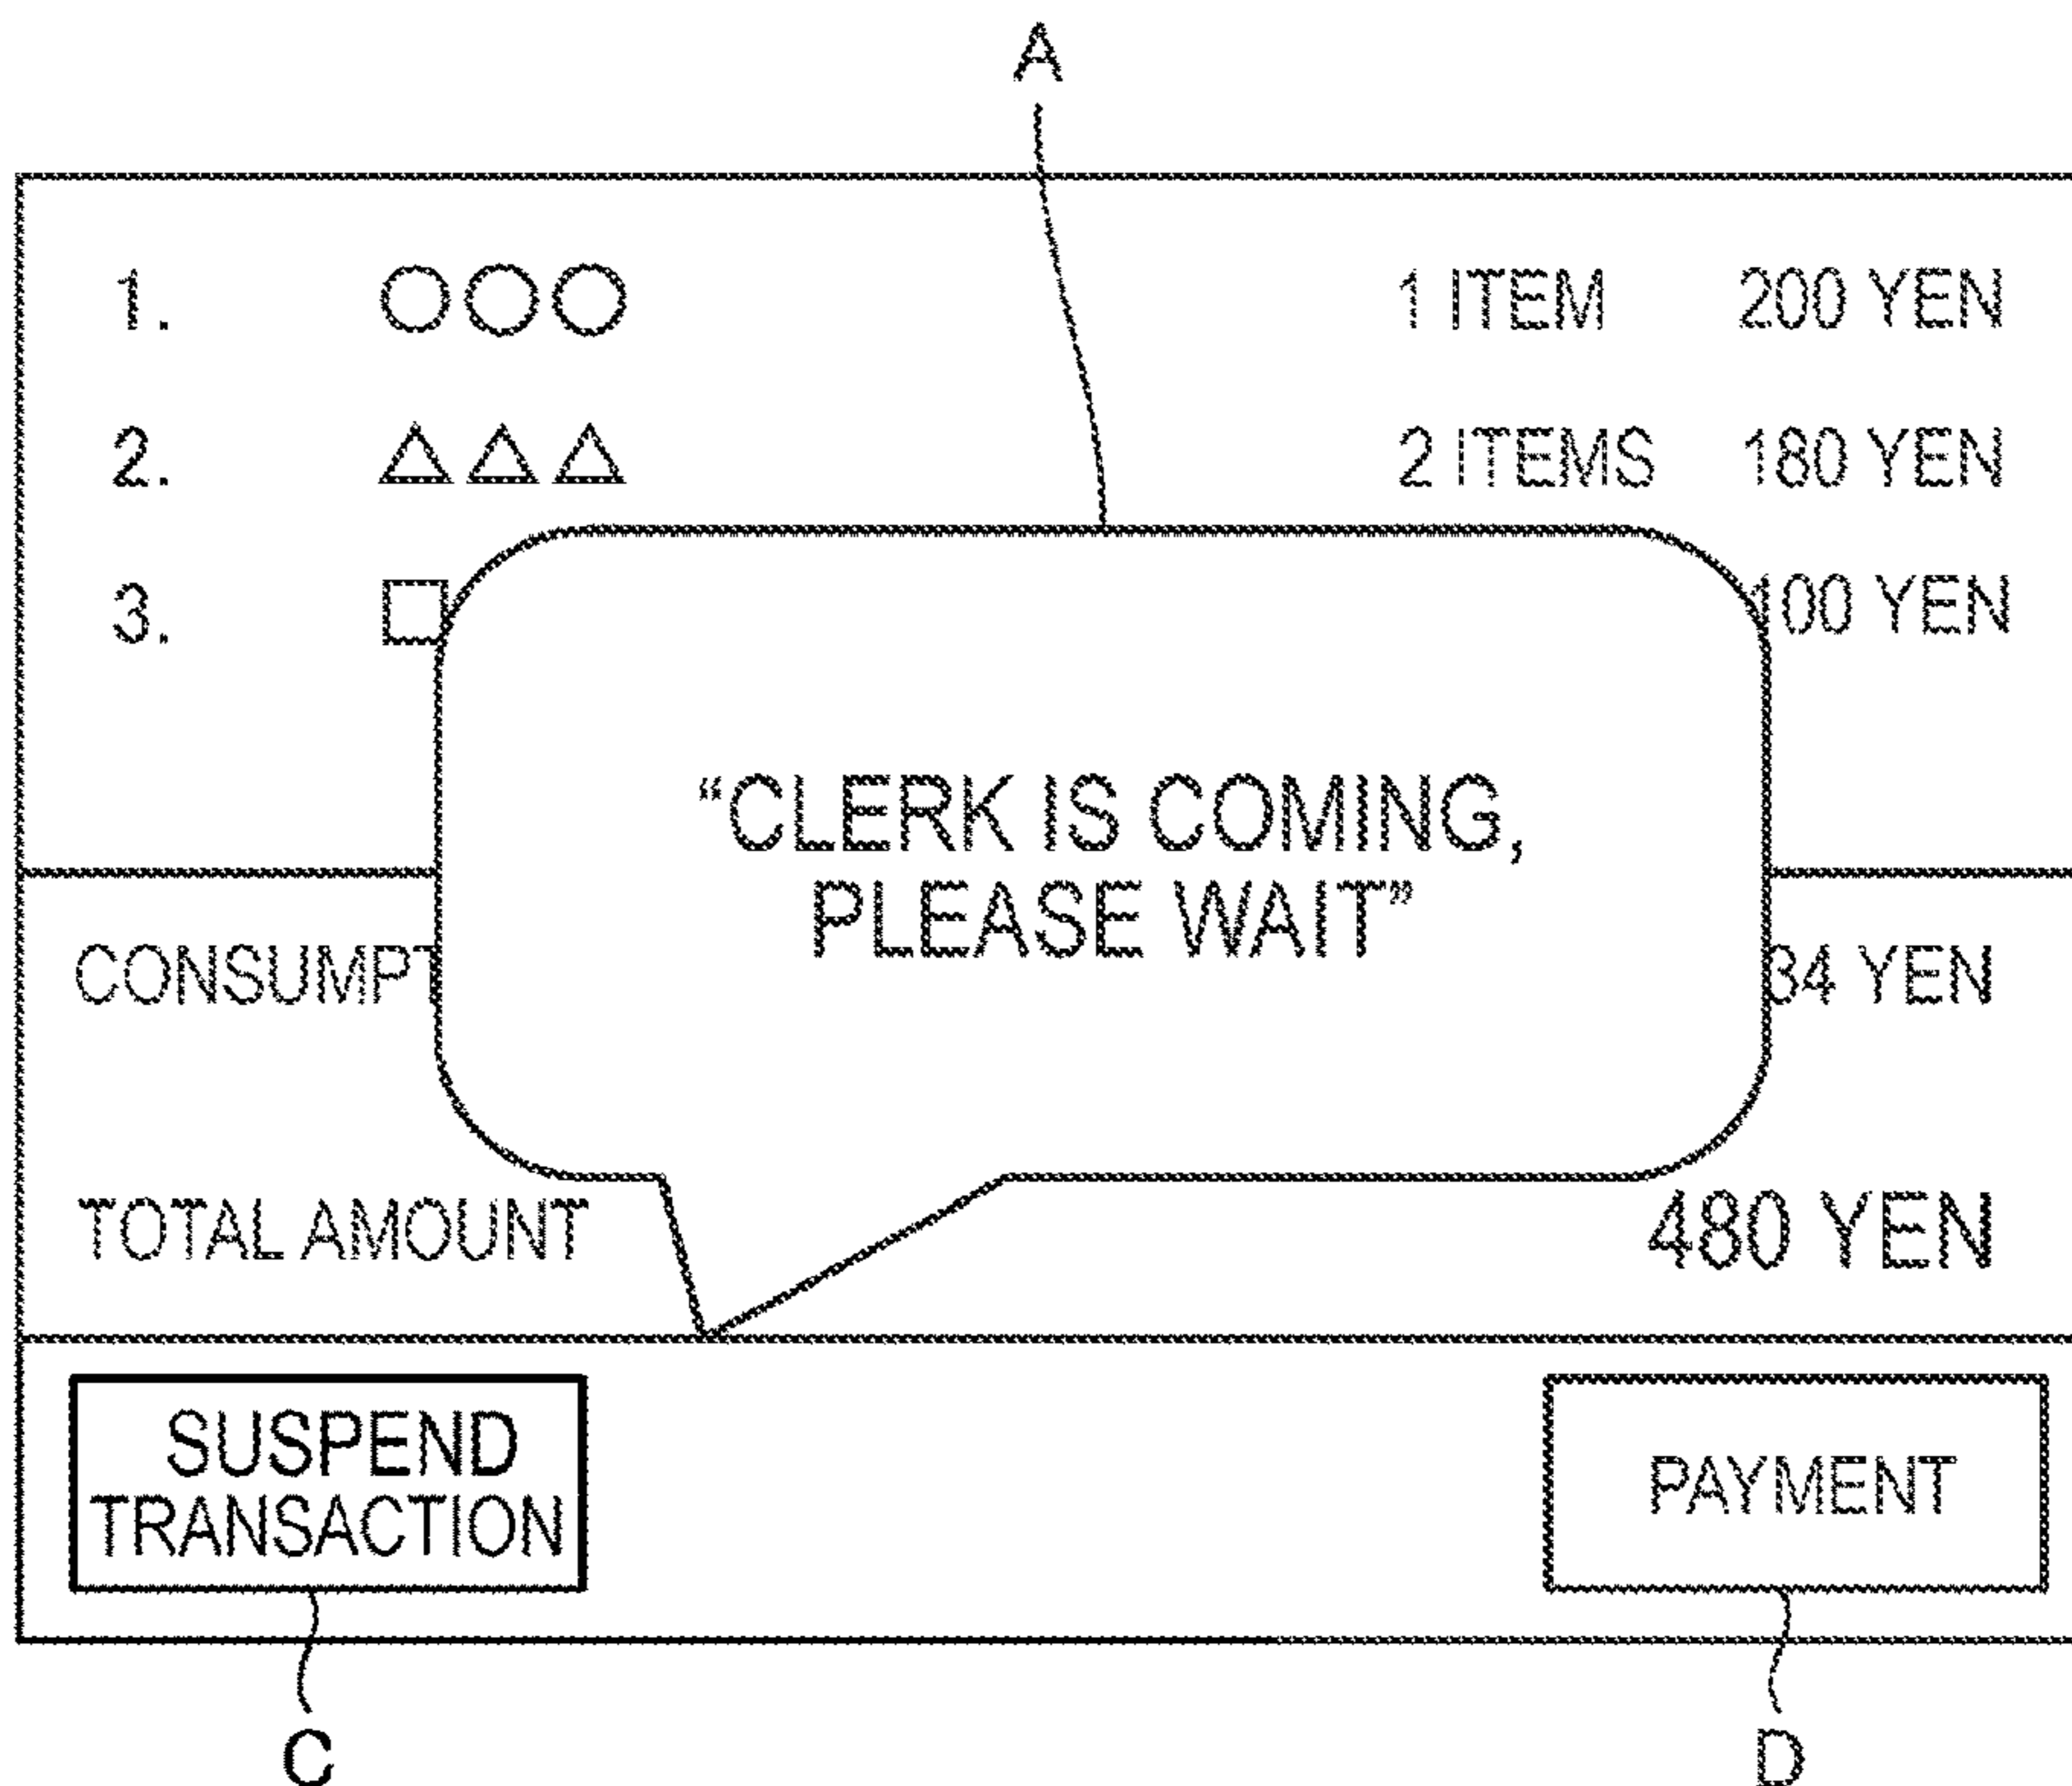 A
1. ○○○ 1 ITEM 200 YEN
2. △△△ 2 ITEMS 180 YEN
3. □ 100 YEN
“CLERK IS COMING,
PLEASE WAIT”
CONSUMPT 34 YEN
TOTAL AMOUNT 480 YEN
SUSPEND
TRANSACTION
PAYMENT
C D